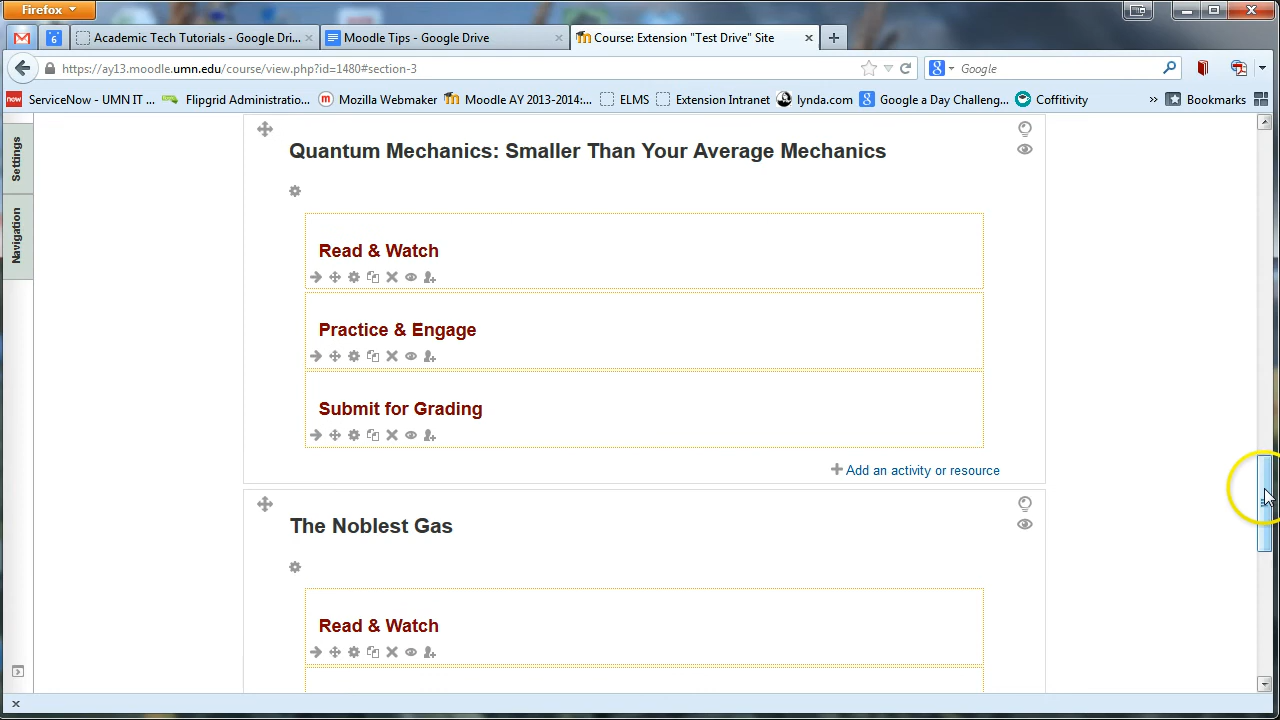 Firefox
6
Academic Tech Tutorials - Google Dri...
Moodle Tips - Google Drive
Course: Extension "Test Drive" Site
https://ay13.moodle.umn.edu/course/view.php?id=1480#section-3
Google
now ServiceNow - UMN IT ...
Flipgrid Administratio...
Mozilla Webmaker
Moodle AY 2013-2014:...
ELMS
Extension Intranet
lynda.com
Google a Day Challeng...
Coffitivity
Bookmarks
Settings
Navigation
Quantum Mechanics: Smaller Than Your Average Mechanics
Read & Watch
Practice & Engage
Submit for Grading
Add an activity or resource
The Noblest Gas
Read & Watch